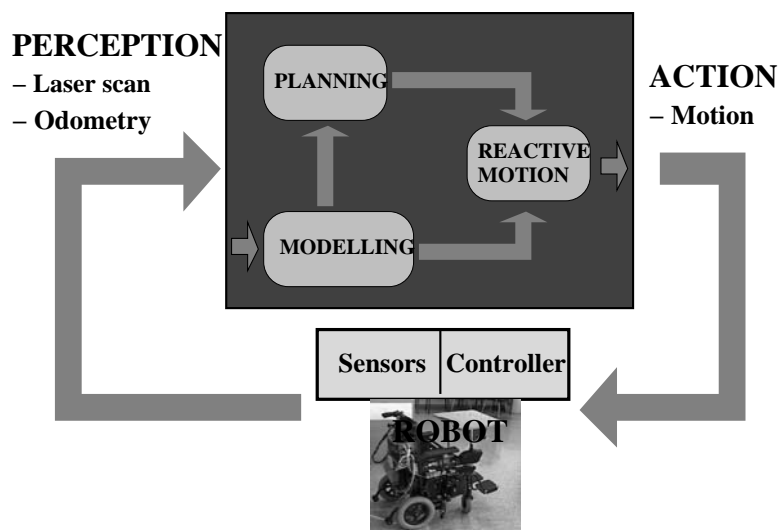 PERCEPTION
– Laser scan
– Odometry
PLANNING
REACTIVE
MOTION
MODELLING
ACTION
– Motion
Sensors
Controller
ROBOT